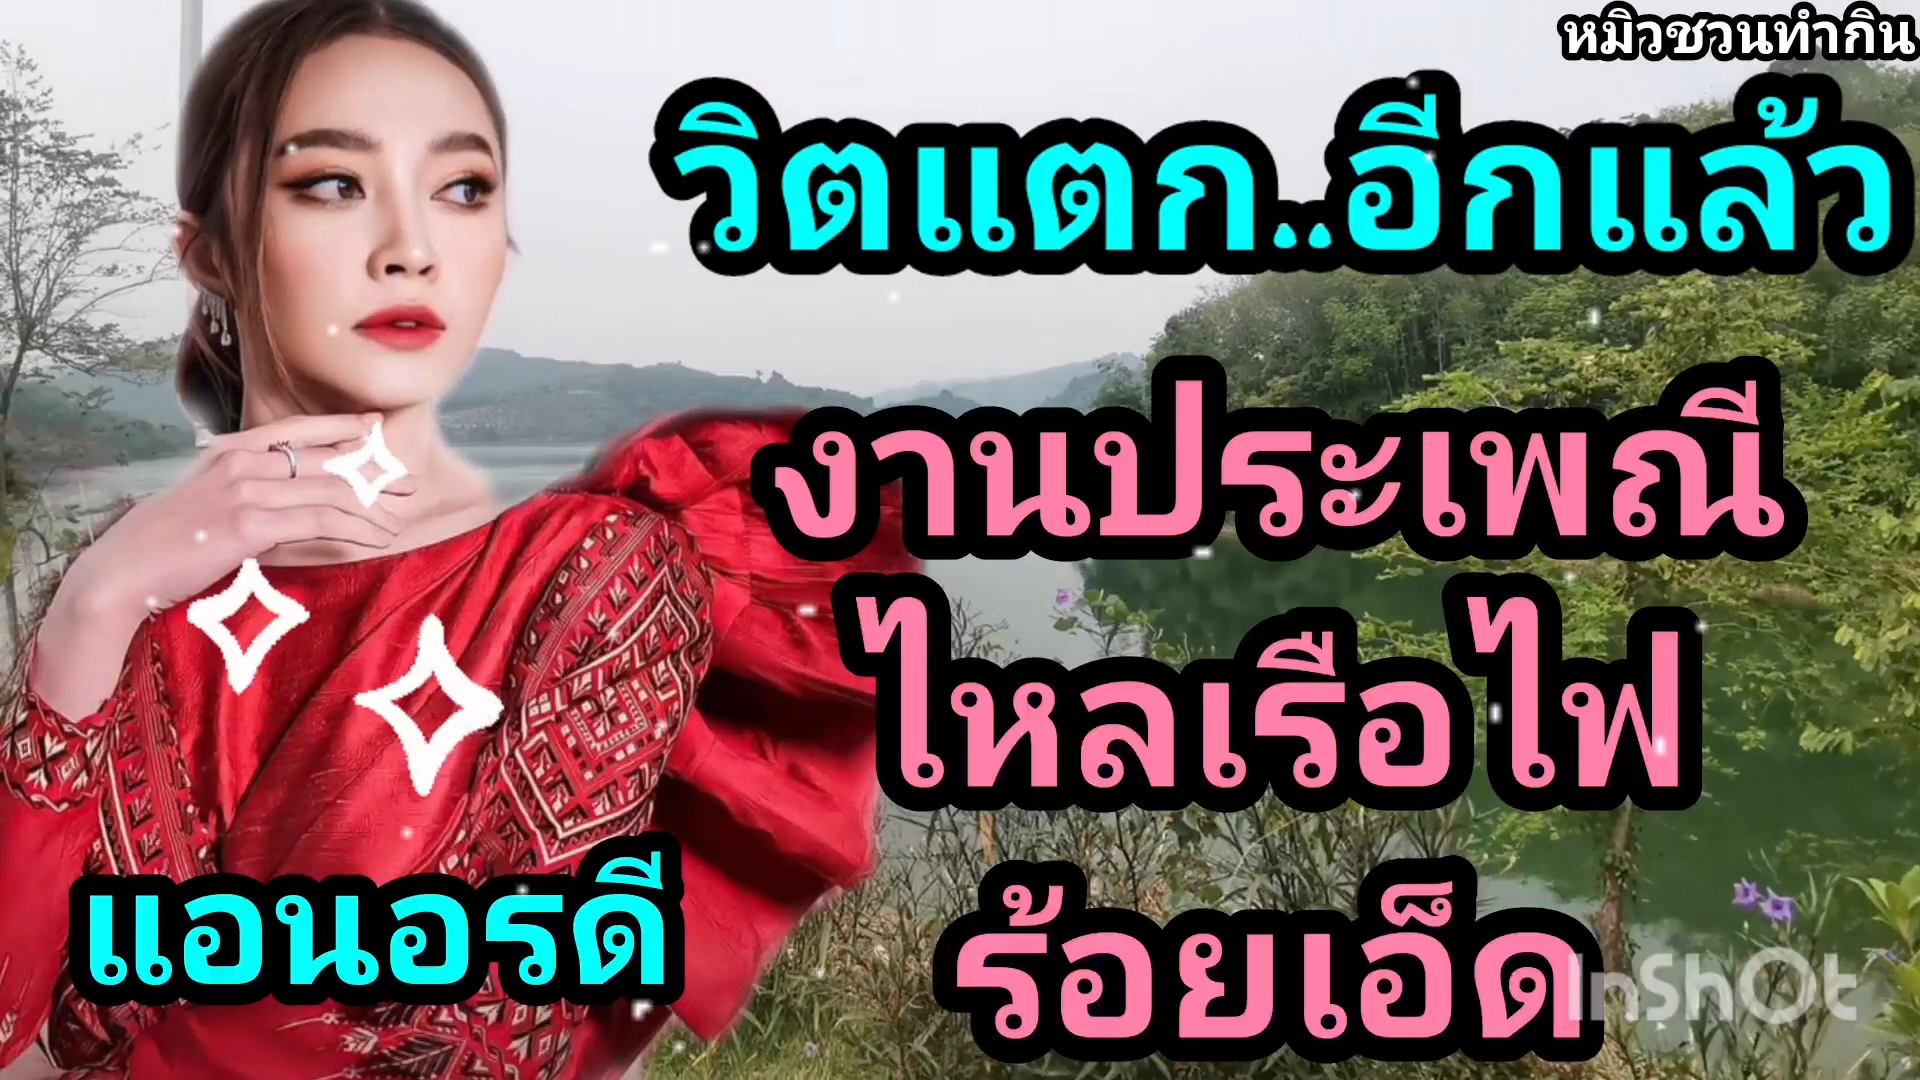 หมิวชวนทำกิน
วิตแตก..อีกแล้ว
งานประเพณี
ไหลเรือไฟ
ร้อยเอ็ด
แอนอรดี
InShOt